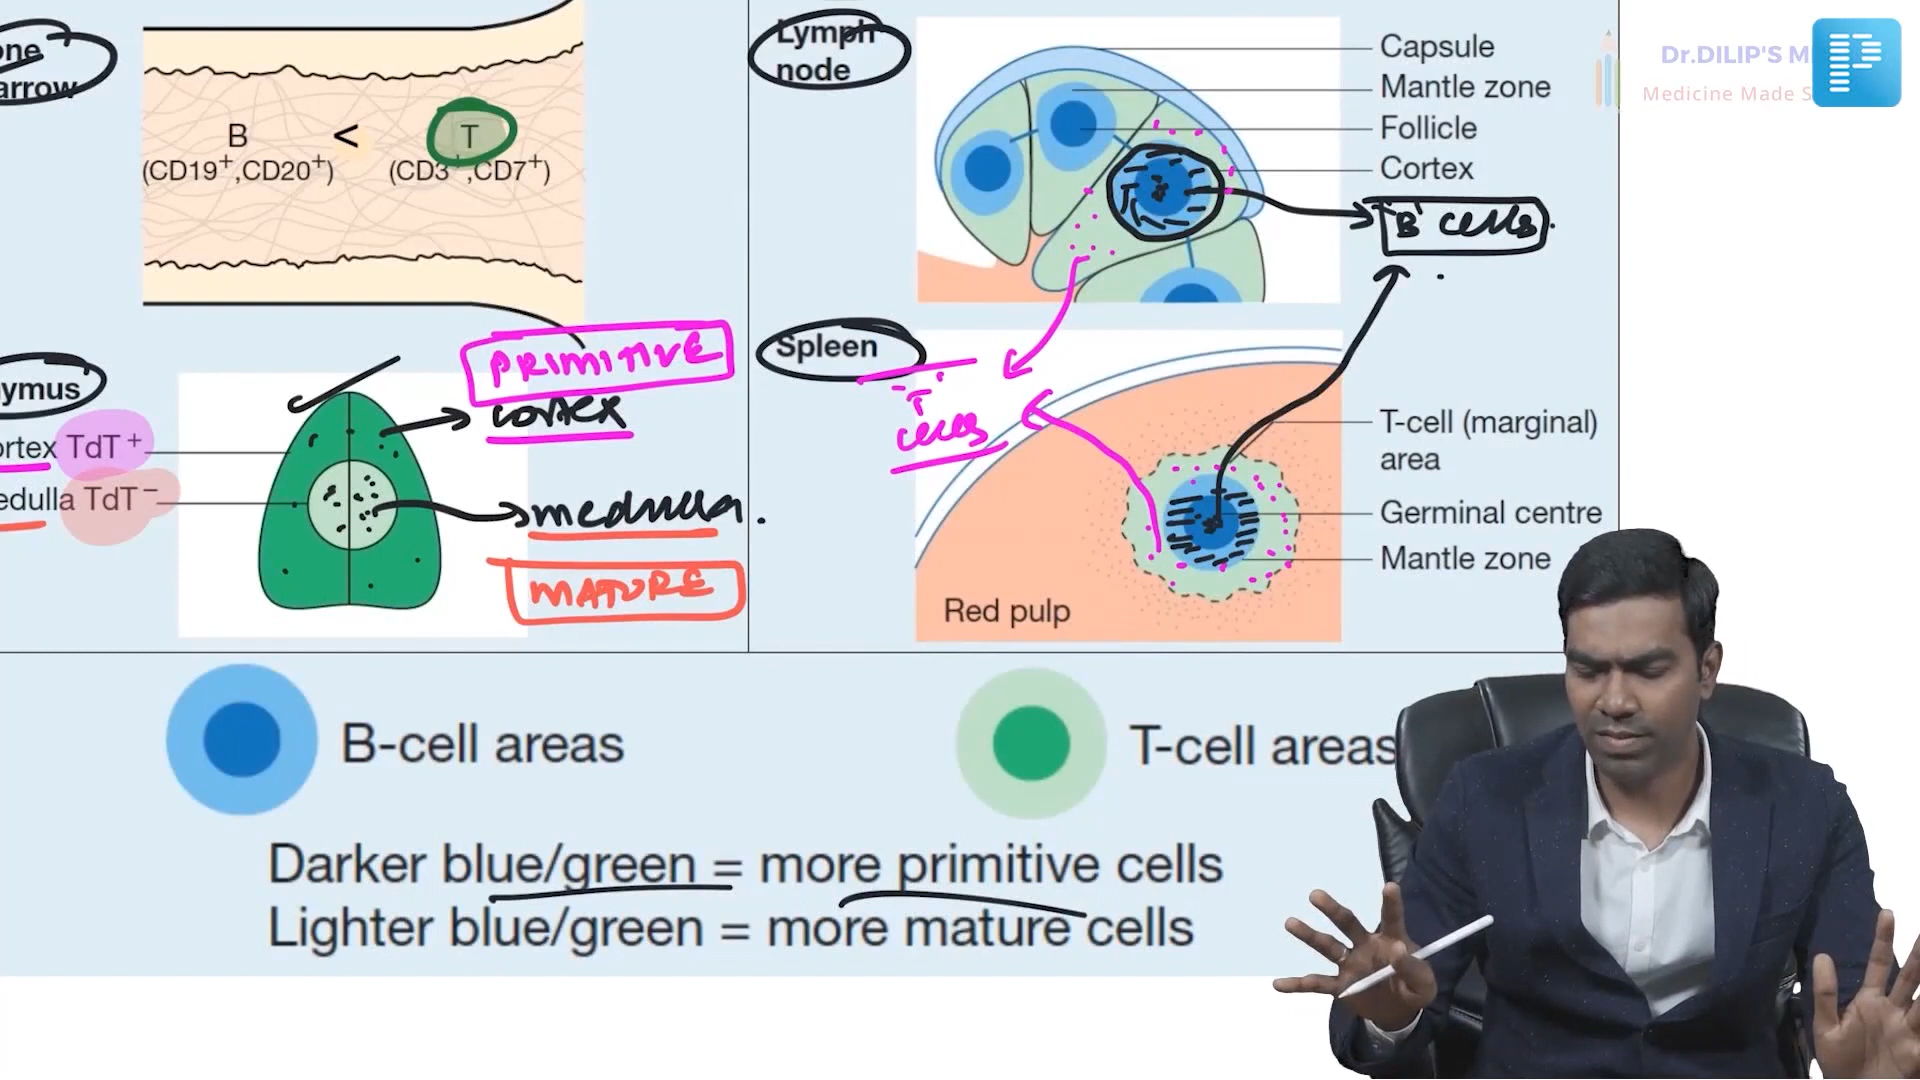 one
arrow
B < T
(CD19+,CD20+) (CD3+,CD7+)
ymus
PRIMITIVE
cortex
ortex TdT+
edulla TdT−
medulla.
MATURE
Lymph
node
Capsule
Mantle zone
Follicle
Cortex
"B" cells.
Spleen
"T"
cells
T-cell (marginal)
area
Germinal centre
Mantle zone
Red pulp
B-cell areas
T-cell areas
Darker blue/green = more primitive cells
Lighter blue/green = more mature cells
Dr.DILIP'S M
Medicine Made S